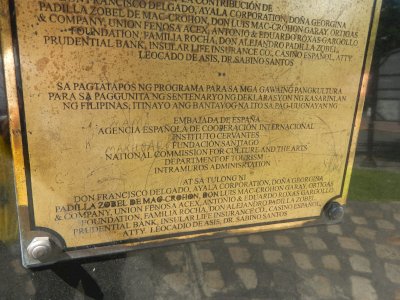 CONTRIBUCIÓN DE
FRANCISCO DELGADO, AYALA CORPORATION, DOÑA GEORGINA
PADILLA ZOBEL DE MAC-CROHON, DON LUIS MAC-CROHON GARAY, ORTIGAS
& COMPANY, UNION FENOSA ACEX, ANTONIO & EDUARDO ROXAS GARGOLLO
FOUNDATION, FAMILIA ROCHA, DON ALEJANDRO PADILLA ZOBEL,
PRUDENTIAL BANK, INSULAR LIFE INSURANCE CO., CASINO ESPAÑOL, ATTY.
LEOCADO DE ASIS, DR. SABINO SANTOS
SA PAGTATAPOS NG PROGRAMA PARA SA MGA GAWAING PANGKULTURA
PARA SA PAGGUNITA NG SENTENARYO NG DEKLARASYON NG KASARINLAN
NG FILIPINAS, ITINAYO ANG BANTAYOG NA ITO SA PAG-UUGNAYAN NG
EMBAJADA DE ESPAÑA
AGENCIA ESPAÑOLA DE COOPERACIÓN INTERNACIONAL
INSTITUTO CERVANTES
FUNDACIÓN SANTIAGO
NATIONAL COMMISSION FOR CULTURE AND THE ARTS
DEPARTMENT OF TOURISM
INTRAMUROS ADMINISTRATION
AT SA TULONG NI
DON FRANCISCO DELGADO, AYALA CORPORATION, DOÑA GEORGINA
PADILLA ZOBEL DE MAC-CROHON, DON LUIS MAC-CROHON GARAY, ORTIGAS
& COMPANY, UNION FENOSA ACEX, ANTONIO & EDUARDO ROXAS GARGOLLO
FOUNDATION, FAMILIA ROCHA, DON ALEJANDRO PADILLA ZOBEL,
PRUDENTIAL BANK, INSULAR LIFE INSURANCE CO., CASINO ESPAÑOL,
ATTY. LEOCADIO DE ASIS, DR. SABINO SANTOS